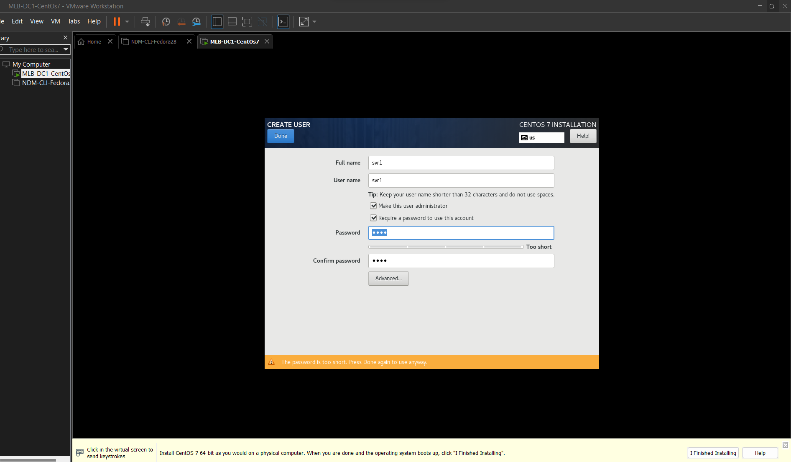 MLB-DC1-CentOs7 - VMware Workstation
e Edit View VM Tabs Help
ary
Type here to sea...
My Computer
MLB-DC1-CentOs
NDM-CLI-Fedora
Home
NDM-CLI-Fedora28
MLB-DC1-CentOs7
CREATE USER
CENTOS 7 INSTALLATION
Done
us
Help!
Full name
svr1
User name
svr1
Tip: Keep your user name shorter than 32 characters and do not use spaces.
Make this user administrator
Require a password to use this account
Password
••••
Too short
Confirm password
••••
Advanced...
The password is too short. Press Done again to use anyway.
Click in the virtual screen to
send keystrokes
Install CentOS 7 64-bit as you would on a physical computer. When you are done and the operating system boots up, click "I Finished Installing".
I Finished Installing
Help